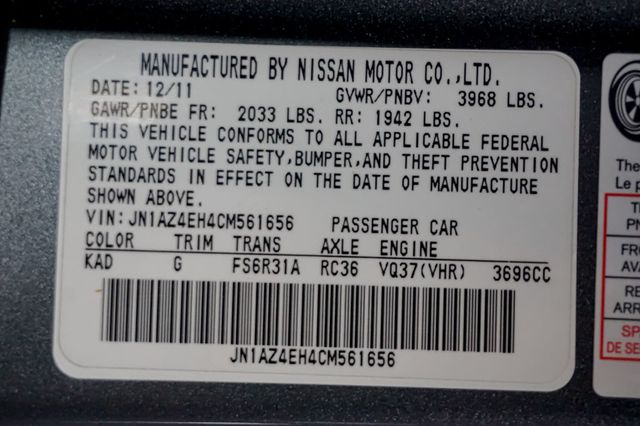 MANUFACTURED BY NISSAN MOTOR CO.,LTD.
DATE: 12/11 GVWR/PNBV: 3968 LBS.
GAWR/PNBE FR: 2033 LBS. RR: 1942 LBS.
THIS VEHICLE CONFORMS TO ALL APPLICABLE FEDERAL
MOTOR VEHICLE SAFETY,BUMPER,AND THEFT PREVENTION
STANDARDS IN EFFECT ON THE DATE OF MANUFACTURE
SHOWN ABOVE.
VIN:JN1AZ4EH4CM561656 PASSENGER CAR
COLOR TRIM TRANS AXLE ENGINE
KAD G FS6R31A RC36 VQ37(VHR) 3696CC
JN1AZ4EH4CM561656
The
Le p